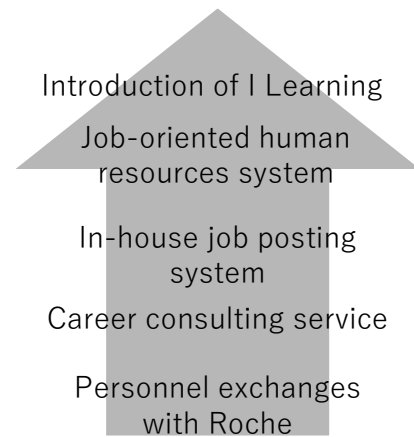 Introduction of I Learning
Job-oriented human
resources system
In-house job posting
system
Career consulting service
Personnel exchanges
with Roche